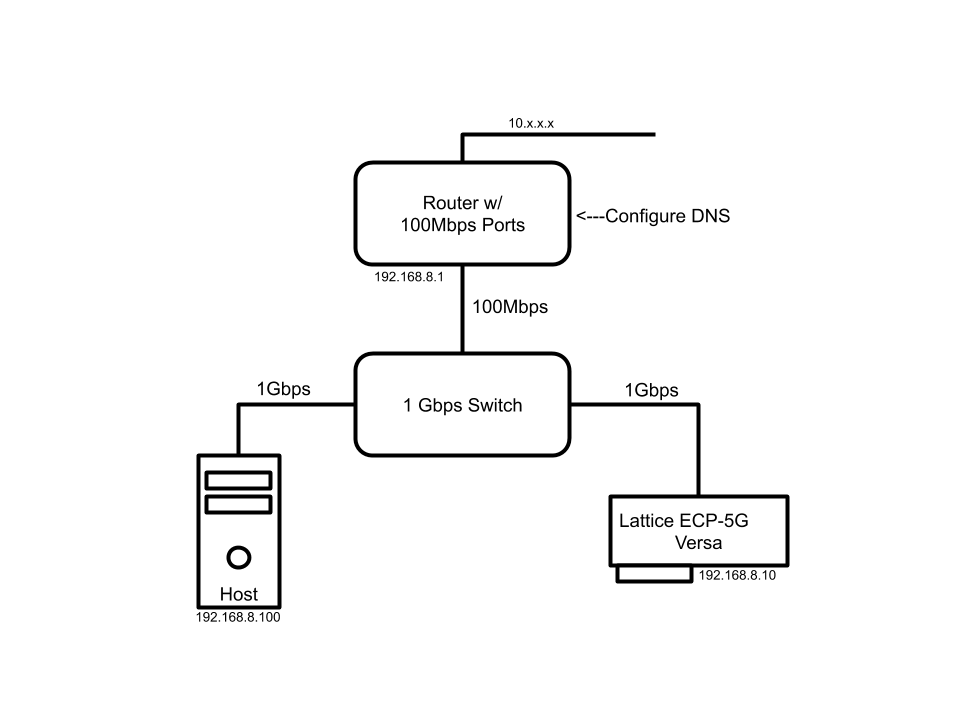 10.x.x.x
Router w/
100Mbps Ports
<---Configure DNS
192.168.8.1
100Mbps
1Gbps
1 Gbps Switch
1Gbps
Lattice ECP-5G
Versa
192.168.8.10
Host
192.168.8.100